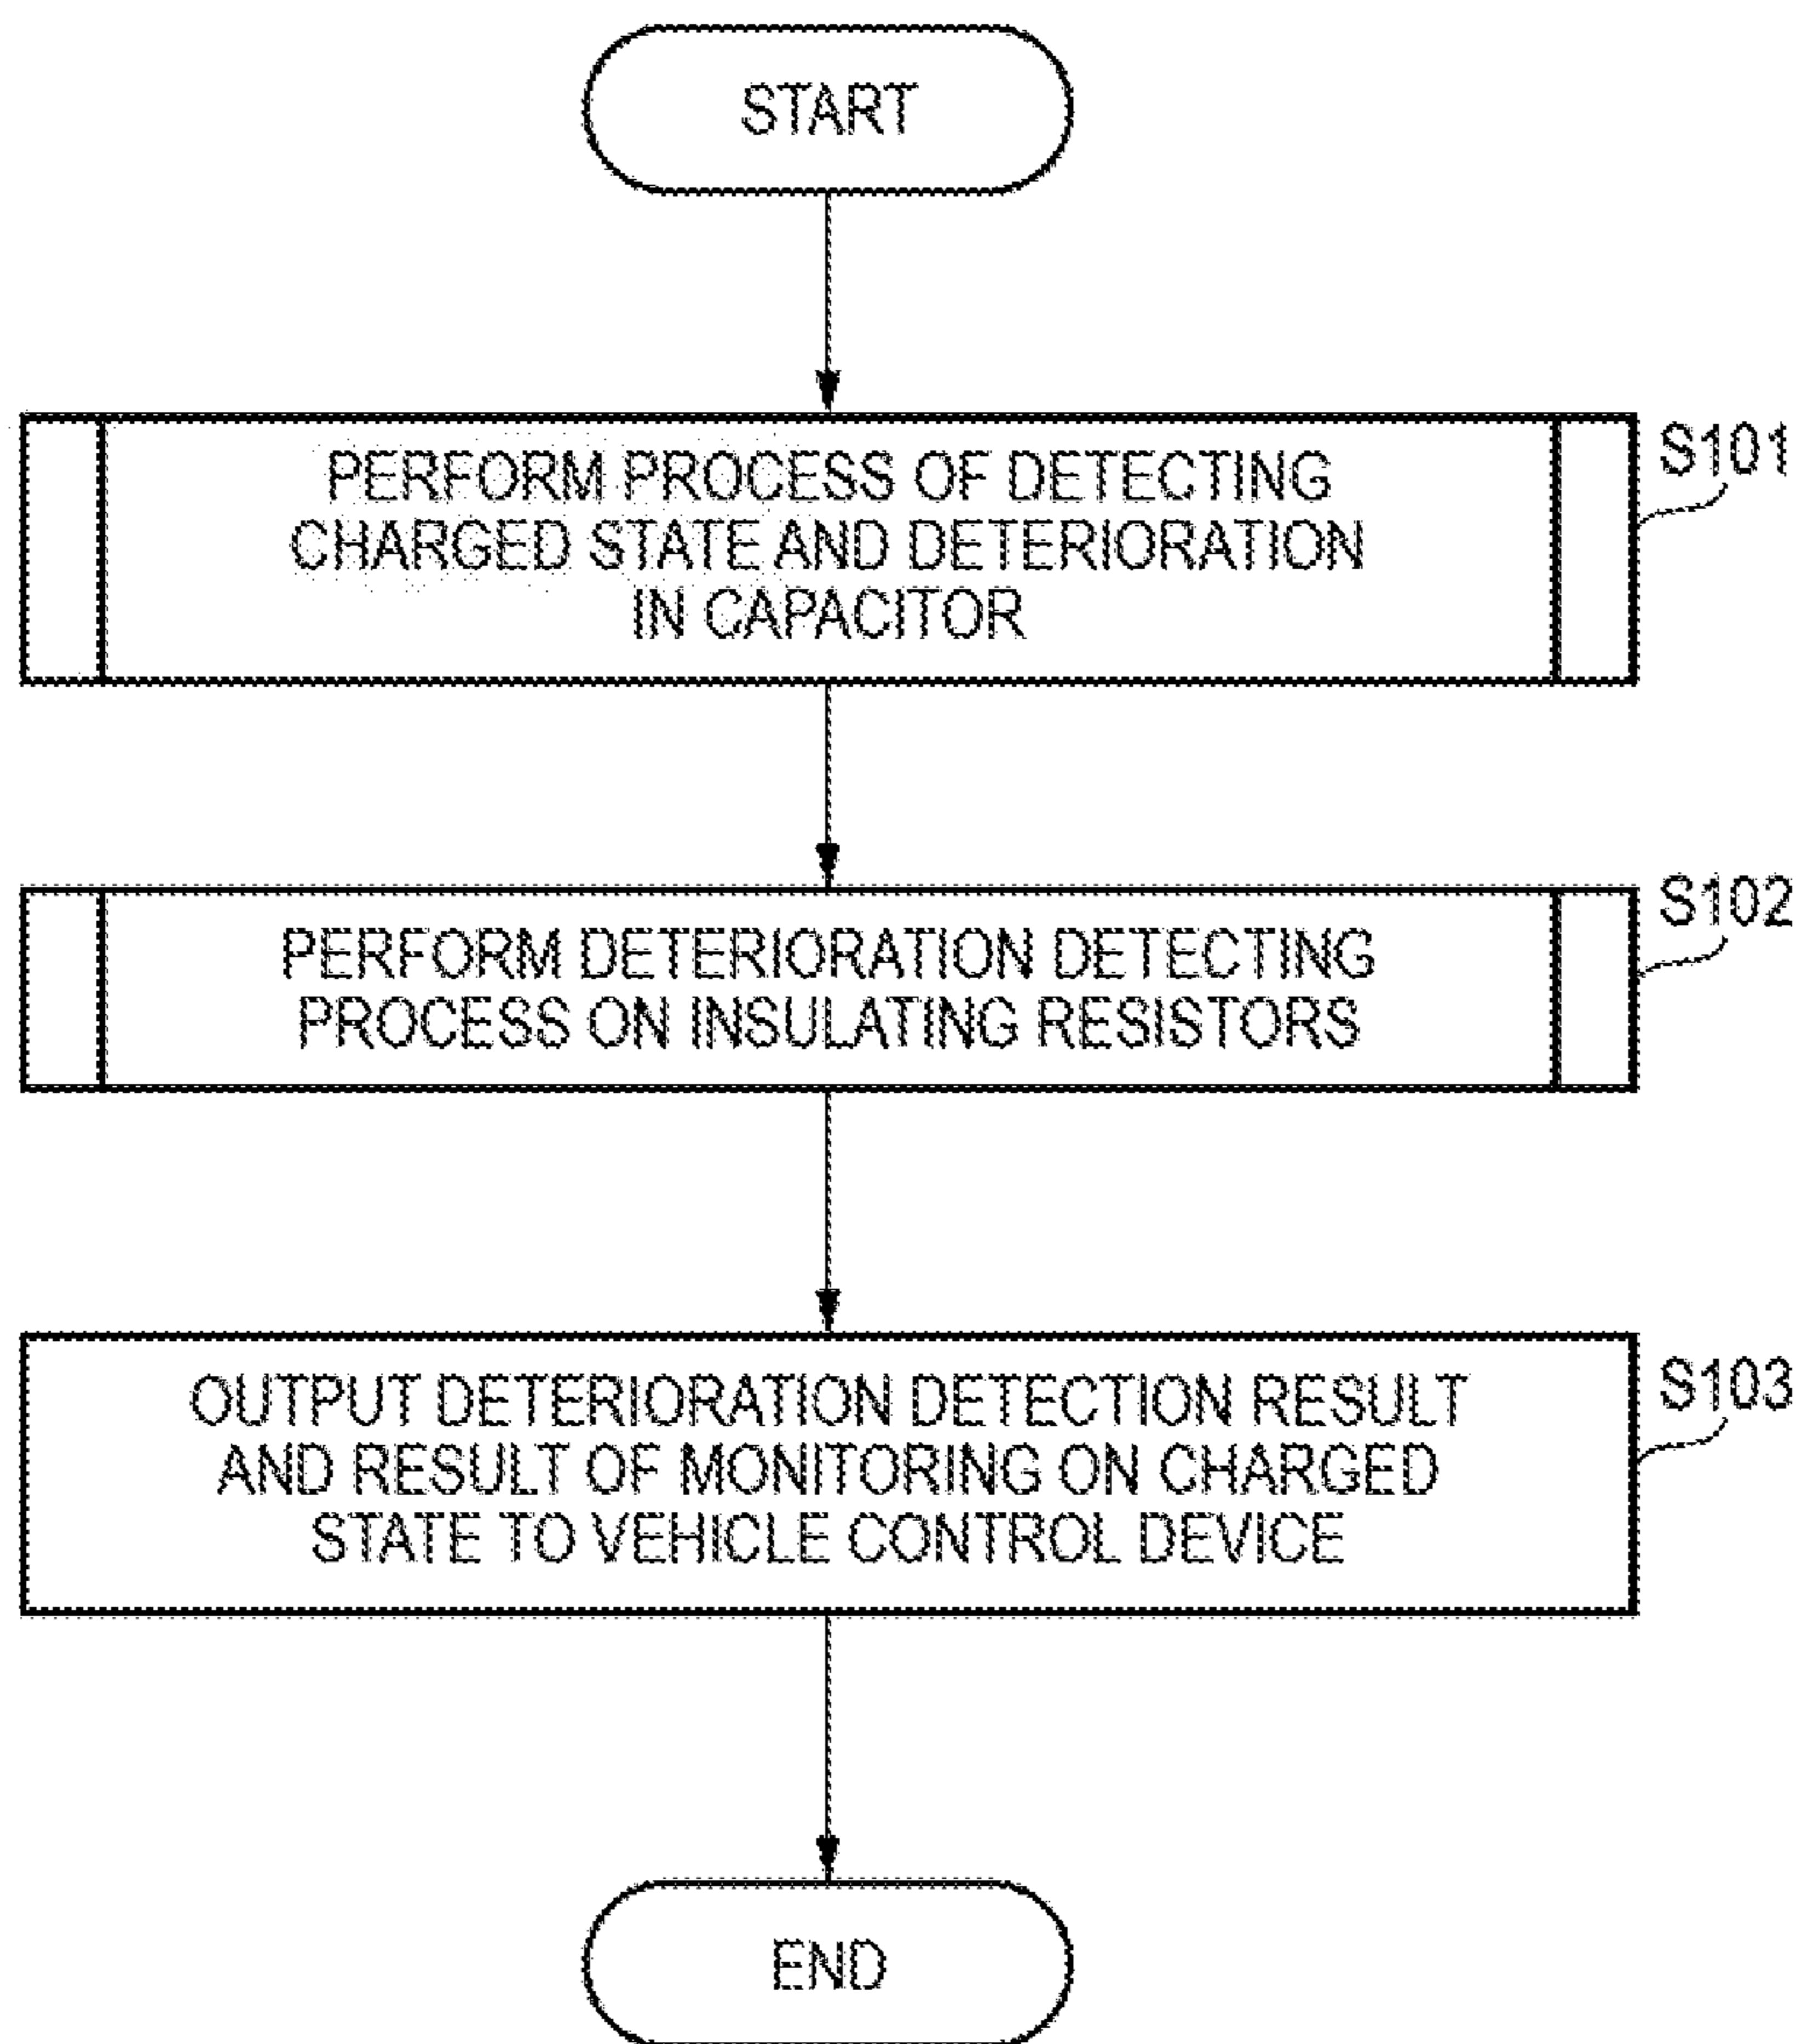 START
PERFORM PROCESS OF DETECTING
CHARGED STATE AND DETERIORATION
IN CAPACITOR
S101
PERFORM DETERIORATION DETECTING
PROCESS ON INSULATING RESISTORS
S102
OUTPUT DETERIORATION DETECTION RESULT
AND RESULT OF MONITORING ON CHARGED
STATE TO VEHICLE CONTROL DEVICE
S103
END